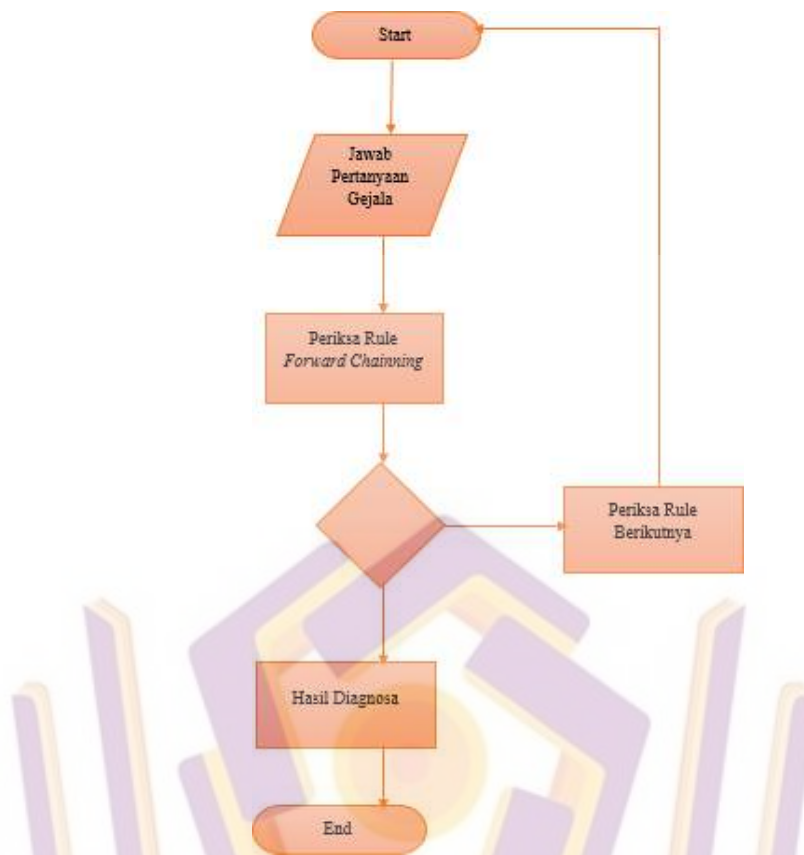 Start
Jawab
Pertanyaan
Gejala
Periksa Rule
Forward Chainning
Periksa Rule
Berikutnya
Hasil Diagnosa
End